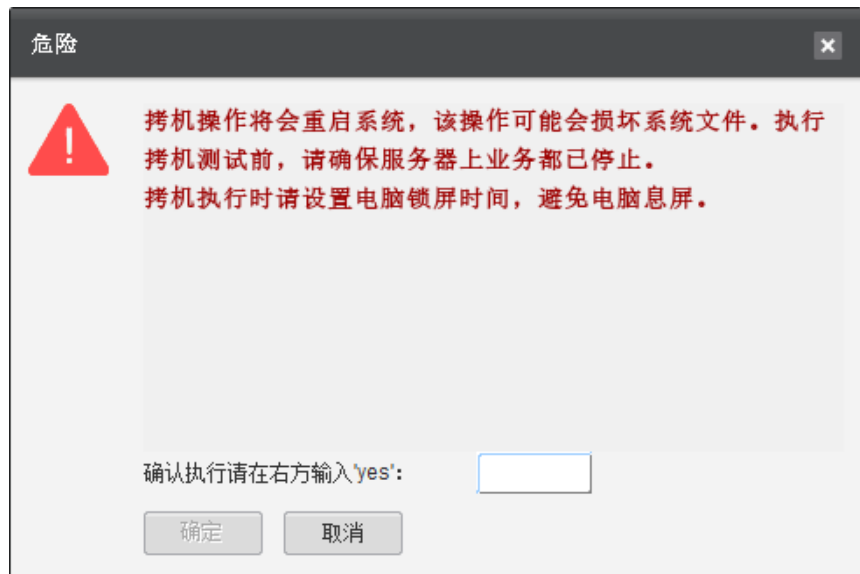 危险
拷机操作将会重启系统，该操作可能会损坏系统文件。执行
拷机测试前，请确保服务器上业务都已停止。
拷机执行时请设置电脑锁屏时间，避免电脑息屏。
确认执行请在右方输入'yes':
确定 取消